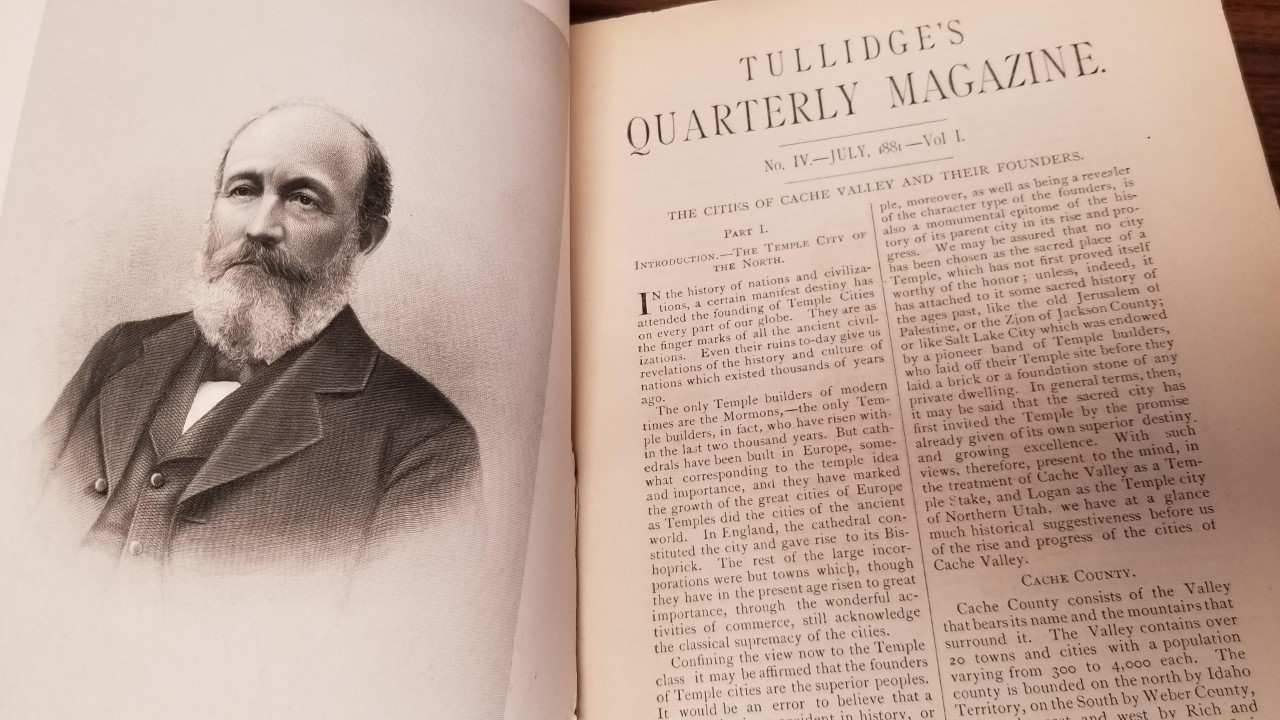 TULLIDGE'S
QUARTERLY MAGAZINE.
No. IV.—JULY, 1881—Vol I.
THE CITIES OF CACHE VALLEY AND THEIR FOUNDERS.
PART I.
INTRODUCTION.—THE TEMPLE CITY OF
THE NORTH.
IN the history of nations and civiliza-
tions, a certain manifest destiny has
attended the founding of Temple Cities
on every part of our globe. They are as
the finger marks of all the ancient civil-
izations. Even their ruins to-day give us
revelations of the history and culture of
nations which existed thousands of years
ago.
The only Temple builders of modern
times are the Mormons,—the only Tem-
ple builders, in fact, who have risen with-
in the last two thousand years. But cath-
edrals have been built in Europe, some-
what corresponding to the temple idea
and importance, and they have marked
the growth of the great cities of Europe
as Temples did the cities of the ancient
world. In England, the cathedral con-
stituted the city and gave rise to its Bis-
hoprick. The rest of the large incor-
porations were but towns which, though
they have in the present age risen to great
importance, through the wonderful ac-
tivities of commerce, still acknowledge
the classical supremacy of the cities.
Confining the view now to the Temple
class it may be affirmed that the founders
of Temple cities are the superior peoples.
It would be an error to believe that a
in history, or
ple, moreover, as well as being a revealer
of the character type of the founders, is
also a momumental epitome of the his-
tory of its parent city in its rise and pro-
gress. We may be assured that no city
has been chosen as the sacred place of a
Temple, which has not first proved itself
worthy of the honor; unless, indeed, it
has attached to it some sacred history of
the ages past, like the old Jerusalem of
Palestine, or the Zion of Jackson County;
or like Salt Lake City which was endowed
by a pioneer band of Temple builders,
who laid off their Temple site before they
laid a brick or a foundation stone of any
private dwelling. In general terms, then,
it may be said that the sacred city has
first invited the Temple by the promise
already given of its own superior destiny
and growing excellence. With such
views, therefore, present to the mind, in
the treatment of Cache Valley as a Tem-
ple Stake, and Logan as the Temple city
of Northern Utah, we have at a glance
much historical suggestiveness before us
of the rise and progress of the cities of
Cache Valley.
CACHE COUNTY.
Cache County consists of the Valley
that bears its name and the mountains that
surround it. The Valley contains over
20 towns and cities with a population
varying from 300 to 4,000 each. The
county is bounded on the north by Idaho
Territory, on the South by Weber County,
and west by Rich and